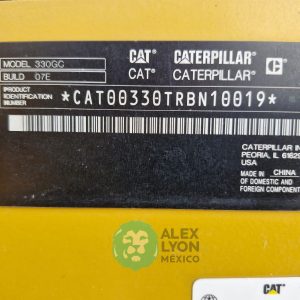 MODEL 330GC CAT CATERPILLAR
BUILD 07E CAT CATERPILLAR
PRODUCT IDENTIFICATION NUMBER
*CAT00330TRBN10019*
CATERPILLAR IN
PEORIA, IL 61629
USA
MADE IN CHINA
OF DOMESTIC AND
FOREIGN COMPONENT
ALEX
LYON
MÉXICO
CAT